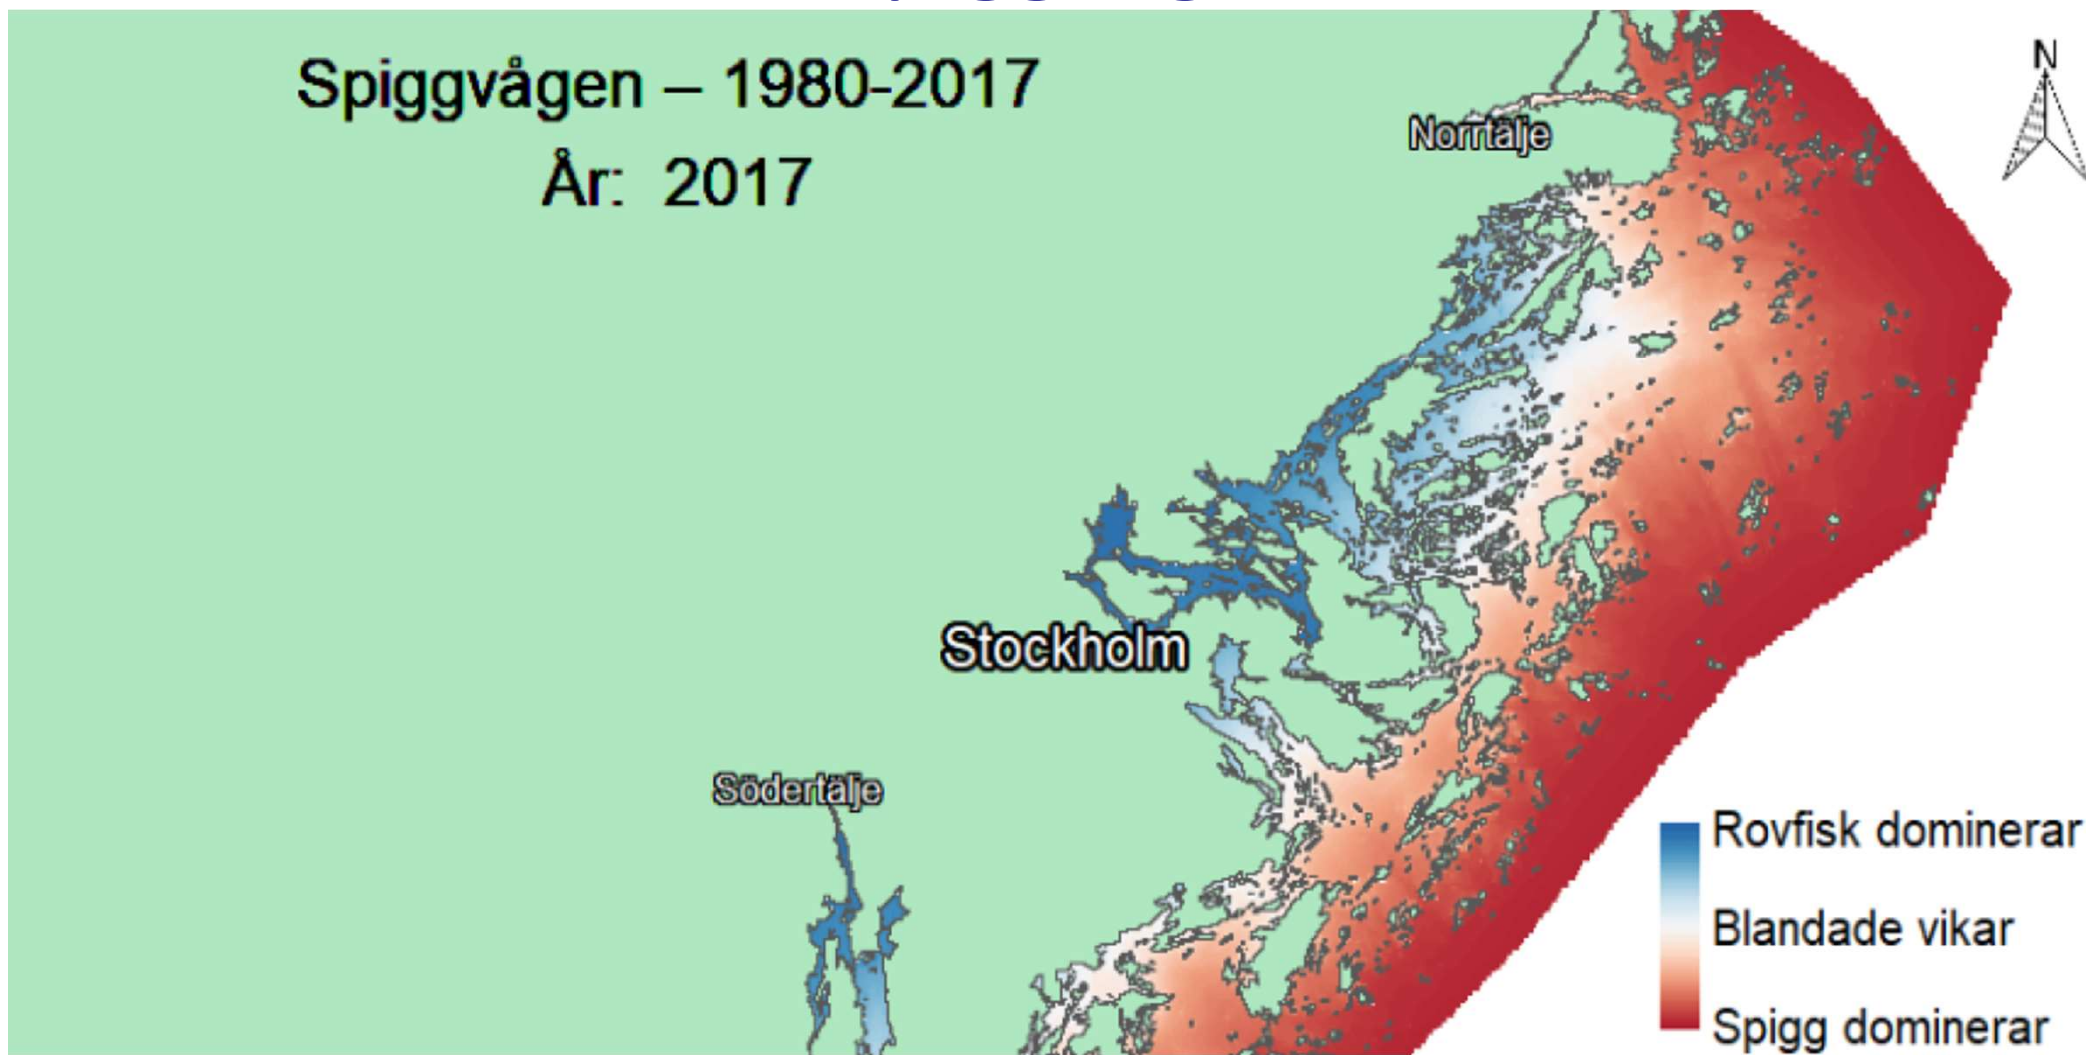 Spiggvågen – 1980-2017
År: 2017
N
Norrtälje
Stockholm
Södertälje
Rovfisk dominerar
Blandade vikar
Spigg dominerar